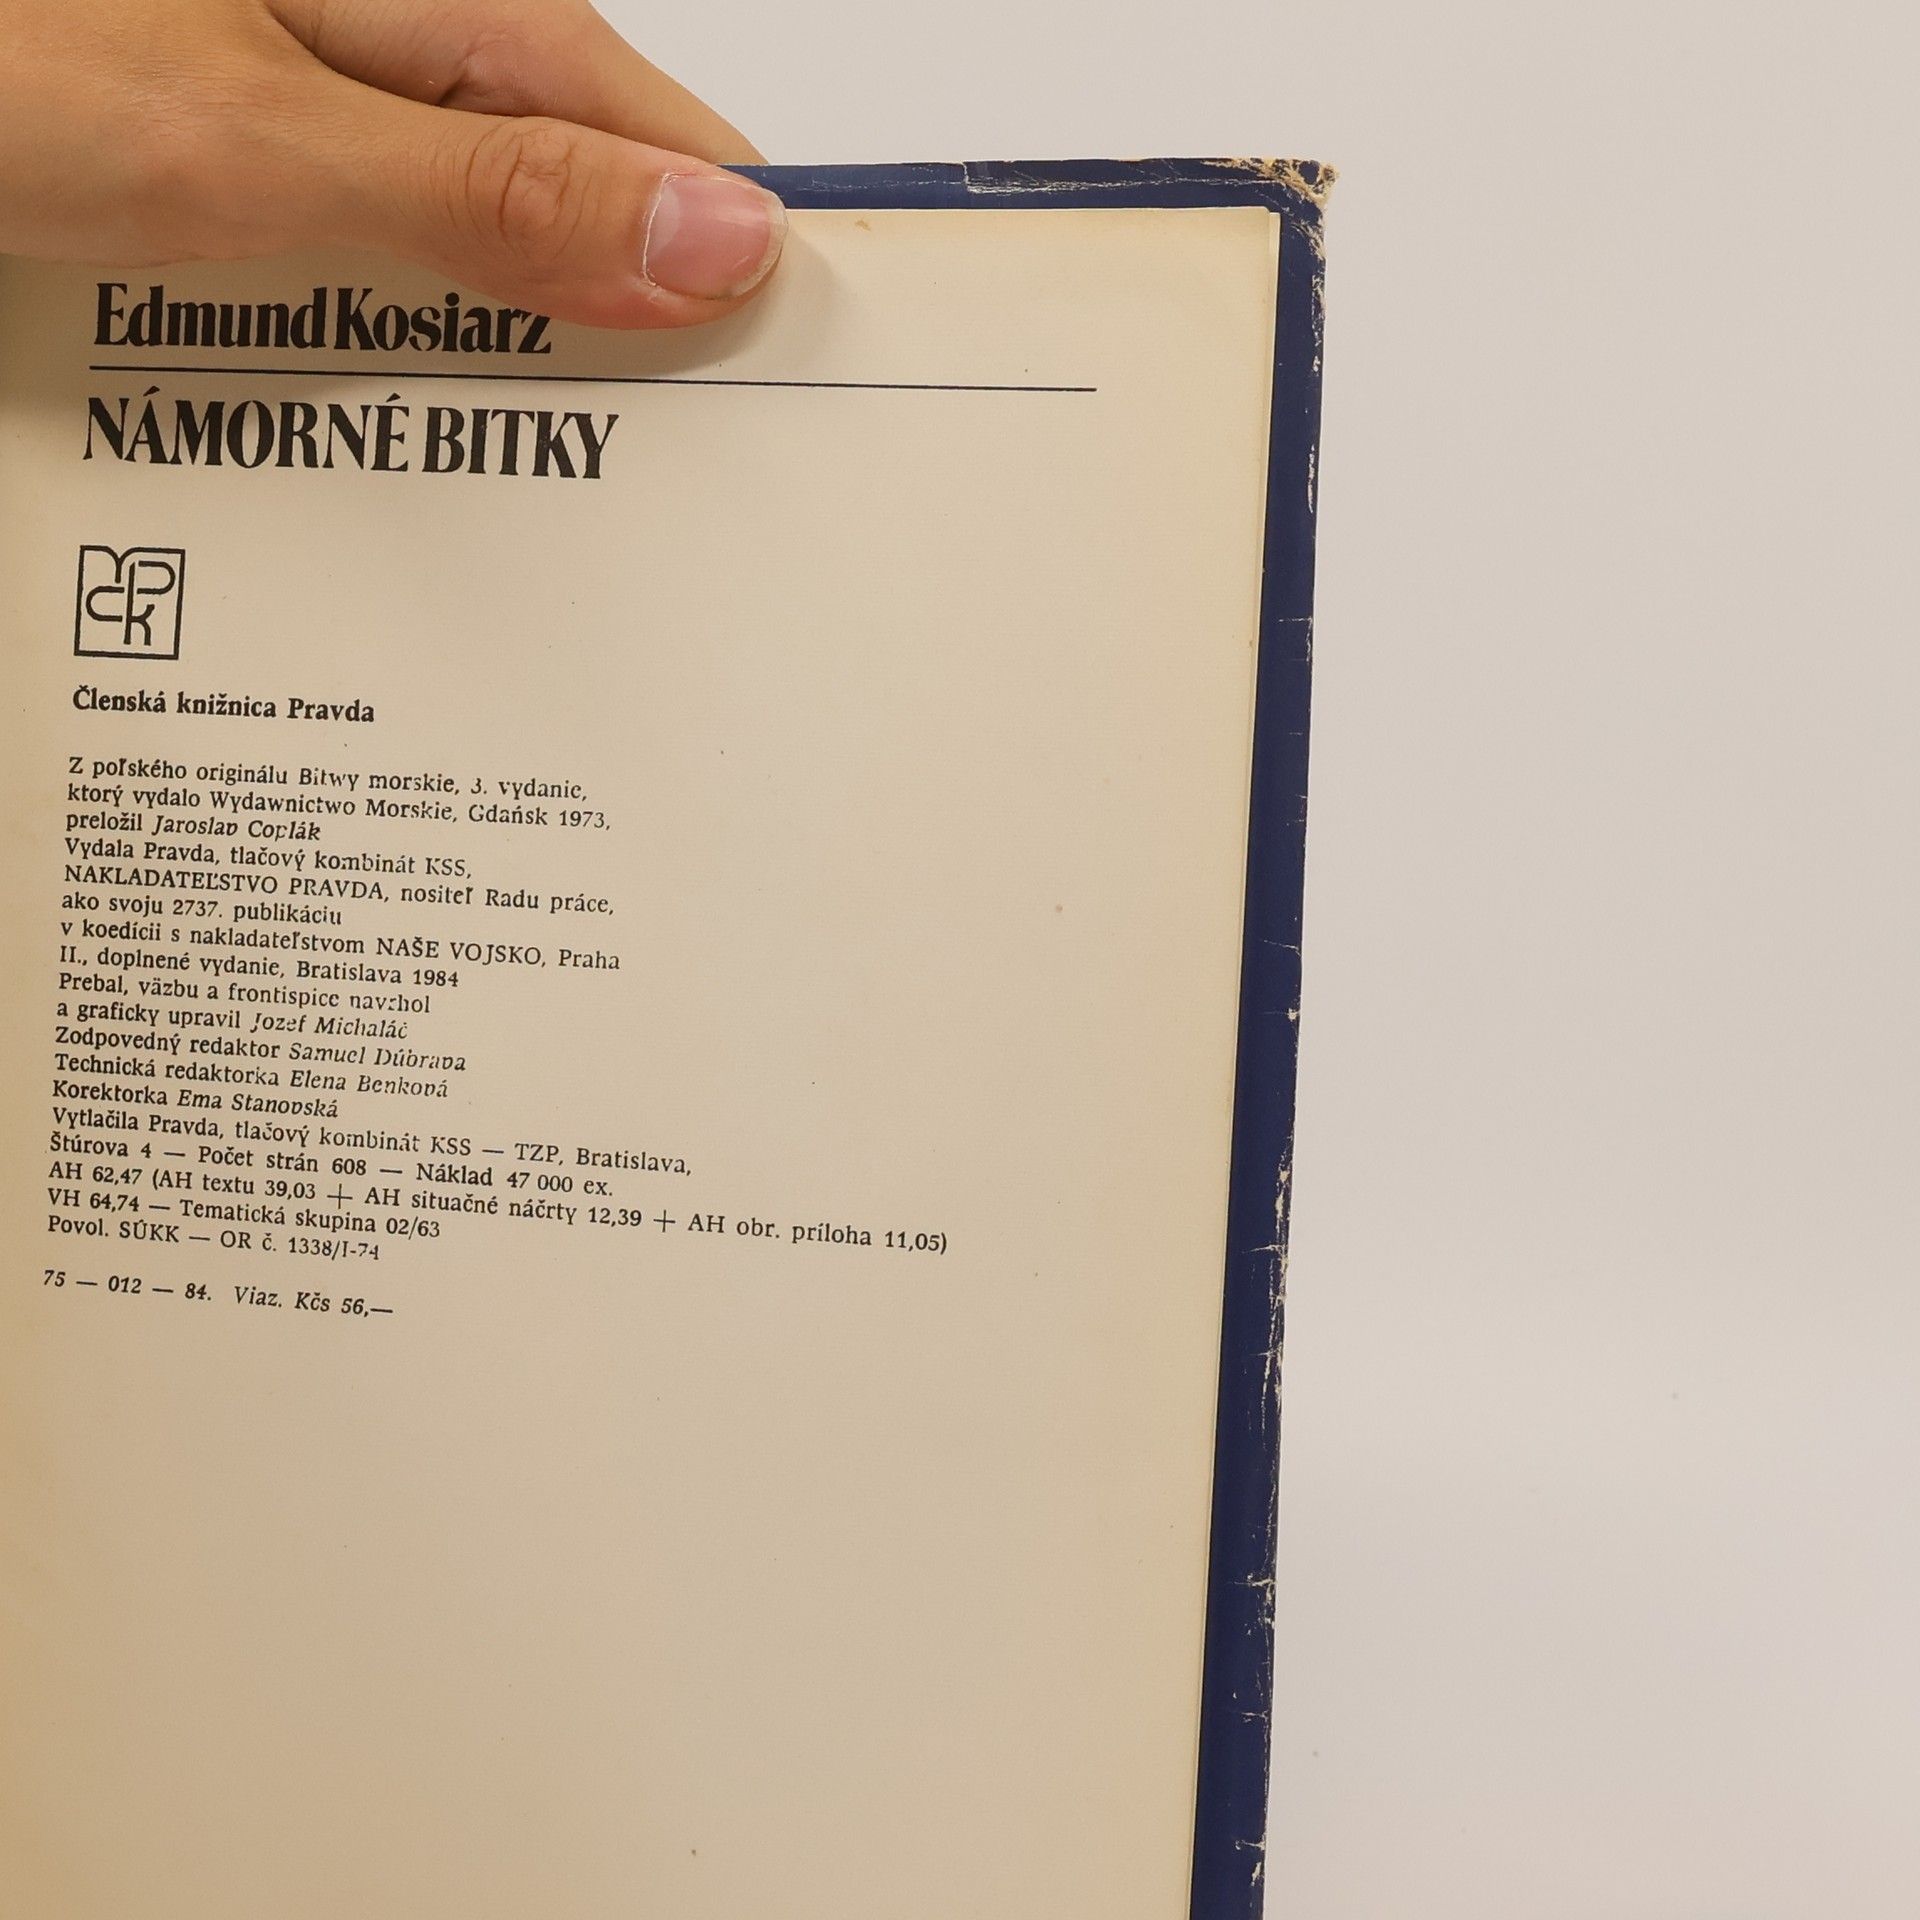 Edmund Kosiarz
NÁMORNÉ BITKY
čpk
Členská knižnica Pravda
Z poľského originálu Bitwy morskie, 3. vydanie,
ktorý vydalo Wydawnictwo Morskie, Gdańsk 1973,
preložil Jaroslav Coplák
Vydala Pravda, tlačový kombinát KSS,
NAKLADATEĽSTVO PRAVDA, nositeľ Radu práce,
ako svoju 2737. publikáciu
v koedícii s nakladateľstvom NAŠE VOJSKO, Praha
II., doplnené vydanie, Bratislava 1984
Prebal, väzbu a frontispice navrhol
a graficky upravil Jozef Michaláč
Zodpovedný redaktor Samuel Dúbrava
Technická redaktorka Elena Benková
Korektorka Ema Stanovská
Vytlačila Pravda, tlačový kombinát KSS — TZP, Bratislava,
Štúrova 4 — Počet strán 608 — Náklad 47 000 ex.
AH 62,47 (AH textu 39,03 + AH situačné náčrty 12,39 + AH obr. príloha 11,05)
VH 64,74 — Tematická skupina 02/63
Povol. SÚKK — OR č. 1338/I-74
75 — 012 — 84. Viaz. Kčs 56,—